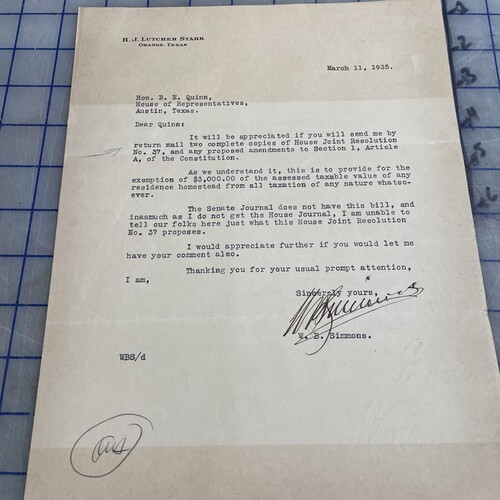 H. J. LUTCHER STARK
ORANGE, TEXAS
March 11, 1935.
Hon. B. E. Quinn,
House of Representatives,
Austin, Texas.
Dear Quinn:
It will be appreciated if you will send me by
return mail two complete copies of House Joint Resolution
No. 37, and any proposed amendments to Section 1, Article
A, of the Constitution.
As we understand it, this is to provide for the
exemption of $3,000.00 of the assessed taxable value of any
residence homestead from all taxation of any nature whatso-
ever.
The Senate Journal does not have this bill, and
inasmuch as I do not get the House Journal, I am unable to
tell our folks here just what this House Joint Resolution
No. 37 proposes.
I would appreciate further if you would let me
have your comment also.
Thanking you for your usual prompt attention,
I am,
Sincerely yours,
W B Simmons
W. B. Simmons.
WBS/d